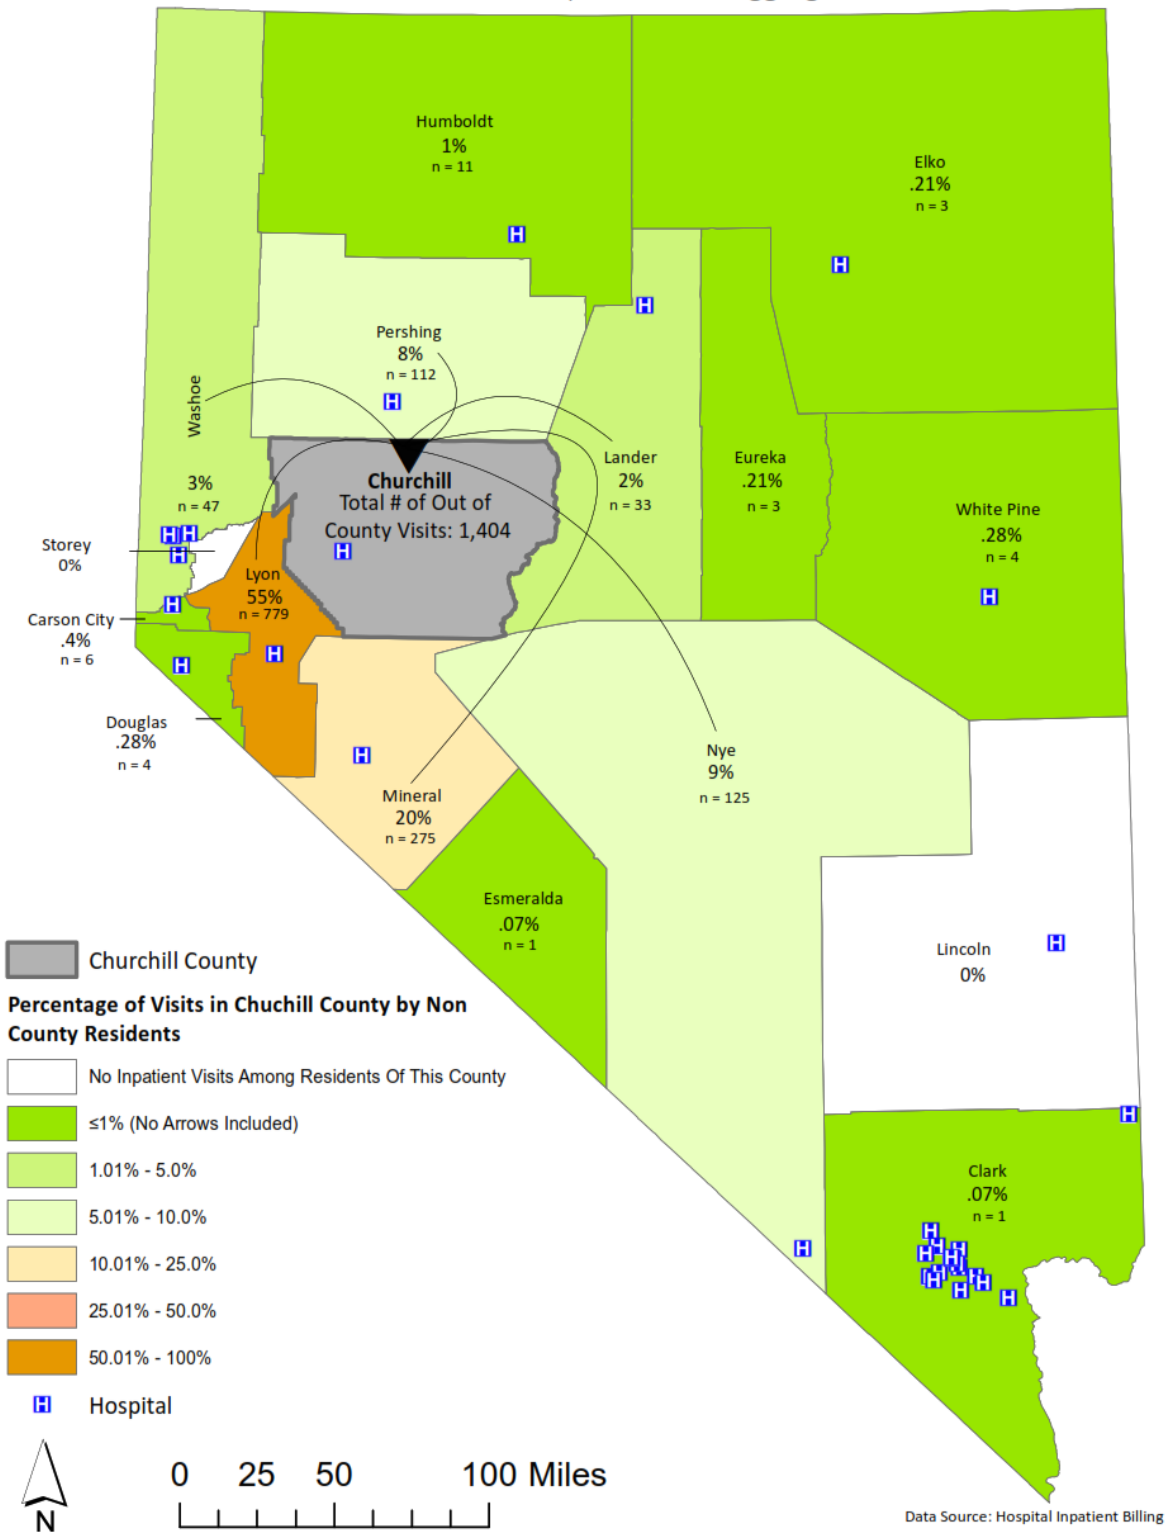 Humboldt
1%
n = 11
Elko
.21%
n = 3
Pershing
8%
n = 112
Washoe
3%
n = 47
Churchill
Total # of Out of
County Visits: 1,404
Lander
2%
n = 33
Eureka
.21%
n = 3
White Pine
.28%
n = 4
Storey
0%
Lyon
55%
n = 779
Carson City
.4%
n = 6
Douglas
.28%
n = 4
Mineral
20%
n = 275
Nye
9%
n = 125
Esmeralda
.07%
n = 1
Lincoln
0%
Clark
.07%
n = 1
Churchill County
Percentage of Visits in Chuchill County by Non
County Residents
No Inpatient Visits Among Residents Of This County
≤1% (No Arrows Included)
1.01% - 5.0%
5.01% - 10.0%
10.01% - 25.0%
25.01% - 50.0%
50.01% - 100%
H Hospital
N
0 25 50 100 Miles
Data Source: Hospital Inpatient Billing